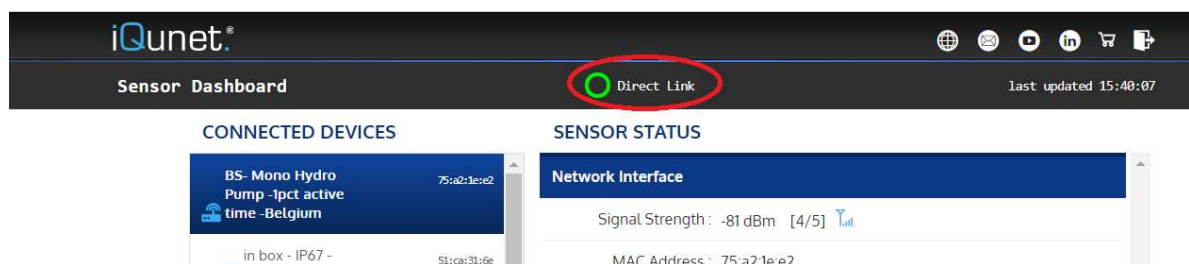 iQunet.®
Sensor Dashboard
Direct Link
last updated 15:40:07
CONNECTED DEVICES
SENSOR STATUS
BS- Mono Hydro
Pump -1pct active
time -Belgium
75:a2:1e:e2
Network Interface
Signal Strength : -81 dBm [4/5]
in box - IP67 -
51:ca:31:6e
MAC Address : 75:a2:1e:e2